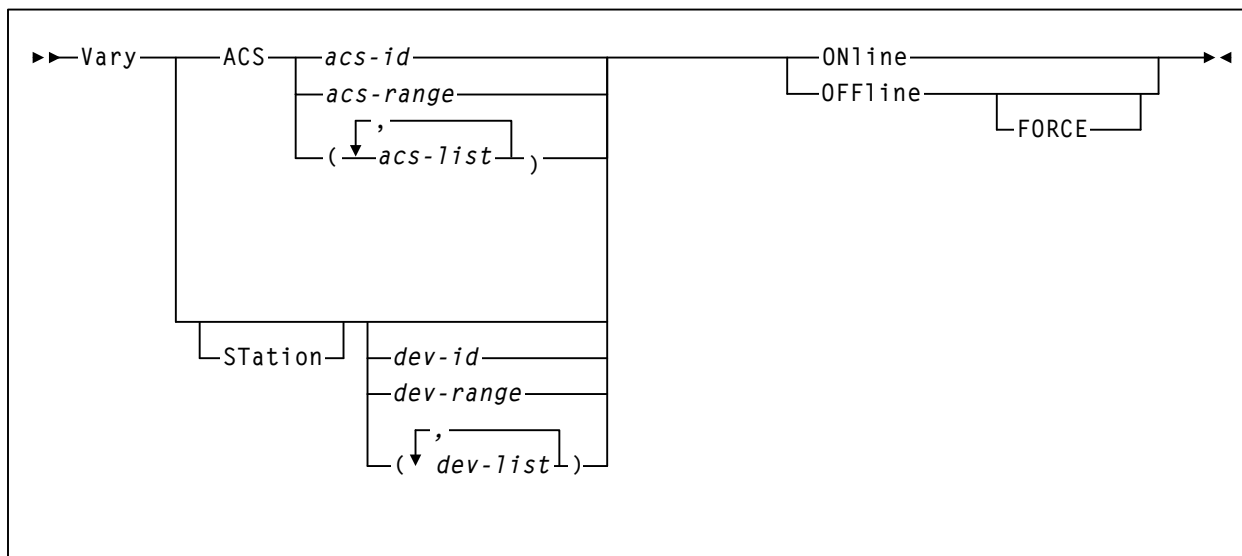 Vary ACS acs-id ONline
acs-range OFFline
, FORCE
( acs-list )
STation dev-id
dev-range
,
( dev-list )